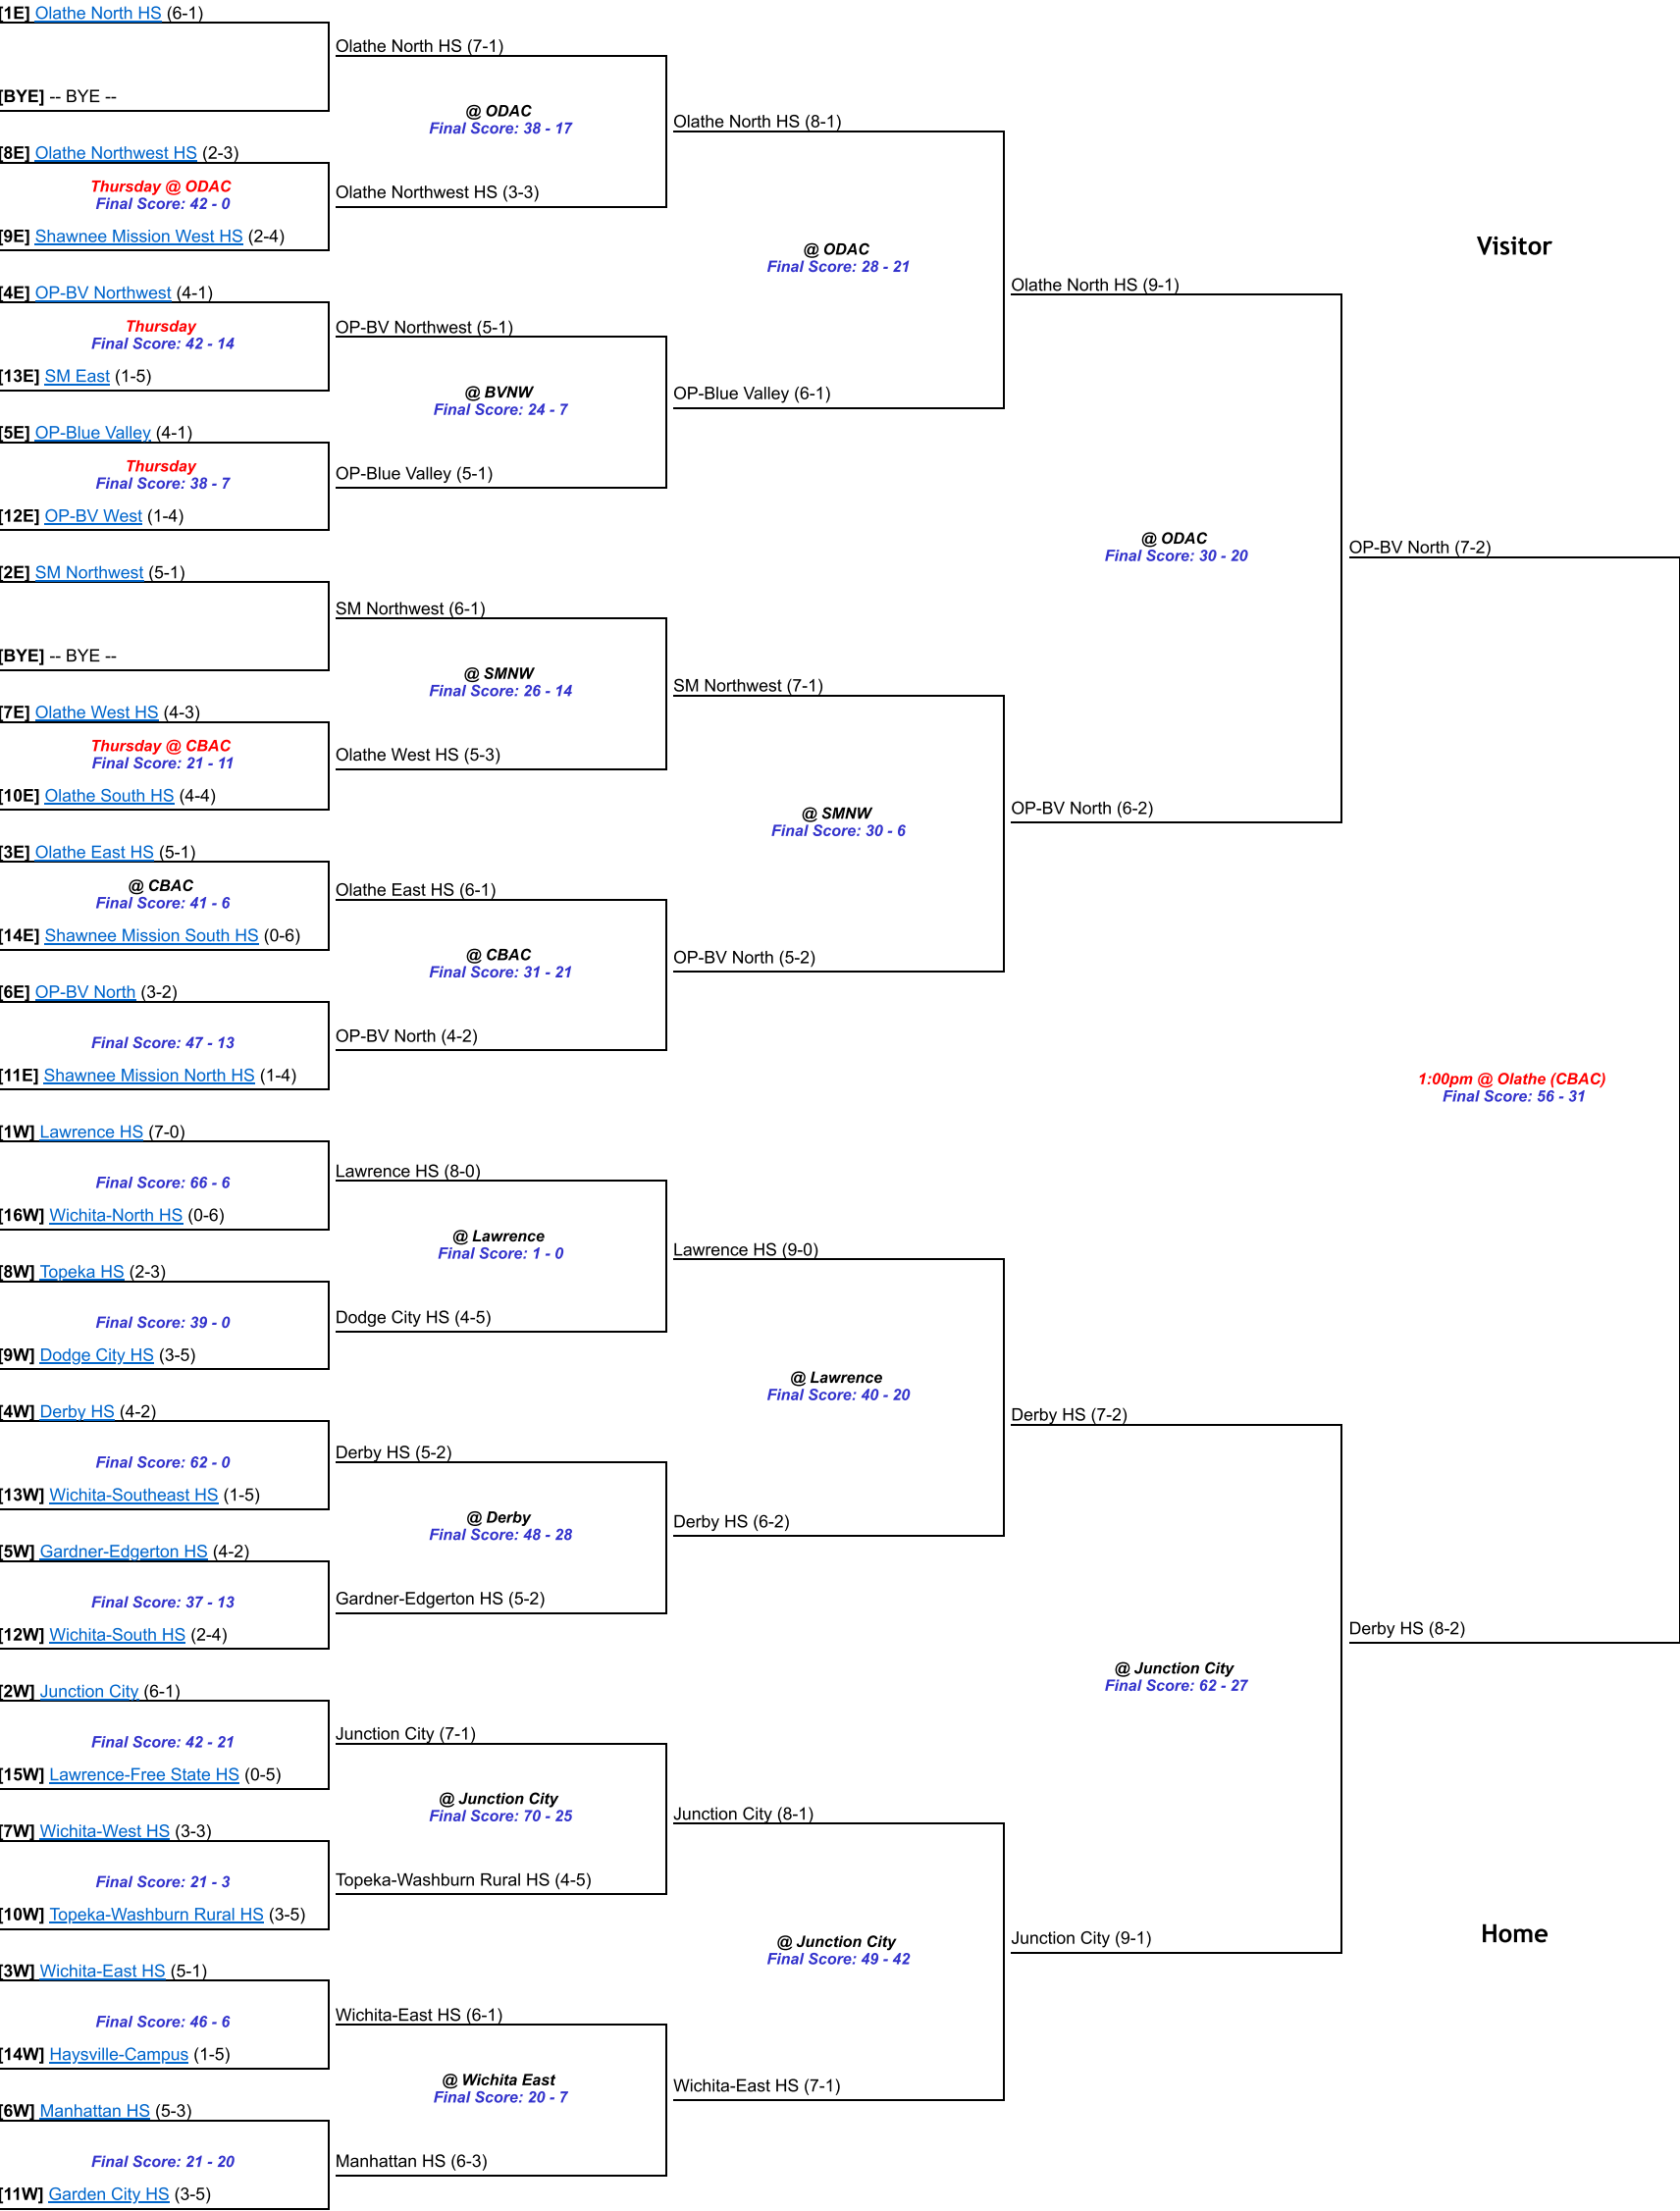 [1E] Olathe North HS (6-1)
[BYE] -- BYE --
[8E] Olathe Northwest HS (2-3)
Thursday @ ODAC
Final Score: 42 - 0
[9E] Shawnee Mission West HS (2-4)
[4E] OP-BV Northwest (4-1)
Thursday
Final Score: 42 - 14
[13E] SM East (1-5)
[5E] OP-Blue Valley (4-1)
Thursday
Final Score: 38 - 7
[12E] OP-BV West (1-4)
[2E] SM Northwest (5-1)
[BYE] -- BYE --
[7E] Olathe West HS (4-3)
Thursday @ CBAC
Final Score: 21 - 11
[10E] Olathe South HS (4-4)
[3E] Olathe East HS (5-1)
@ CBAC
Final Score: 41 - 6
[14E] Shawnee Mission South HS (0-6)
[6E] OP-BV North (3-2)
Final Score: 47 - 13
[11E] Shawnee Mission North HS (1-4)
[1W] Lawrence HS (7-0)
Final Score: 66 - 6
[16W] Wichita-North HS (0-6)
[8W] Topeka HS (2-3)
Final Score: 39 - 0
[9W] Dodge City HS (3-5)
[4W] Derby HS (4-2)
Final Score: 62 - 0
[13W] Wichita-Southeast HS (1-5)
[5W] Gardner-Edgerton HS (4-2)
Final Score: 37 - 13
[12W] Wichita-South HS (2-4)
[2W] Junction City (6-1)
Final Score: 42 - 21
[15W] Lawrence-Free State HS (0-5)
[7W] Wichita-West HS (3-3)
Final Score: 21 - 3
[10W] Topeka-Washburn Rural HS (3-5)
[3W] Wichita-East HS (5-1)
Final Score: 46 - 6
[14W] Haysville-Campus (1-5)
[6W] Manhattan HS (5-3)
Final Score: 21 - 20
[11W] Garden City HS (3-5)
Olathe North HS (7-1)
@ ODAC
Final Score: 38 - 17
Olathe Northwest HS (3-3)
OP-BV Northwest (5-1)
@ BVNW
Final Score: 24 - 7
OP-Blue Valley (5-1)
SM Northwest (6-1)
@ SMNW
Final Score: 26 - 14
Olathe West HS (5-3)
Olathe East HS (6-1)
@ CBAC
Final Score: 31 - 21
OP-BV North (4-2)
Lawrence HS (8-0)
@ Lawrence
Final Score: 1 - 0
Dodge City HS (4-5)
Derby HS (5-2)
@ Derby
Final Score: 48 - 28
Gardner-Edgerton HS (5-2)
Junction City (7-1)
@ Junction City
Final Score: 70 - 25
Topeka-Washburn Rural HS (4-5)
Wichita-East HS (6-1)
@ Wichita East
Final Score: 20 - 7
Manhattan HS (6-3)
Olathe North HS (8-1)
@ ODAC
Final Score: 28 - 21
OP-Blue Valley (6-1)
SM Northwest (7-1)
@ SMNW
Final Score: 30 - 6
OP-BV North (5-2)
Lawrence HS (9-0)
@ Lawrence
Final Score: 40 - 20
Derby HS (6-2)
Junction City (8-1)
@ Junction City
Final Score: 49 - 42
Wichita-East HS (7-1)
Olathe North HS (9-1)
@ ODAC
Final Score: 30 - 20
OP-BV North (6-2)
Derby HS (7-2)
@ Junction City
Final Score: 62 - 27
Junction City (9-1)
Visitor
OP-BV North (7-2)
1:00pm @ Olathe (CBAC)
Final Score: 56 - 31
Derby HS (8-2)
Home